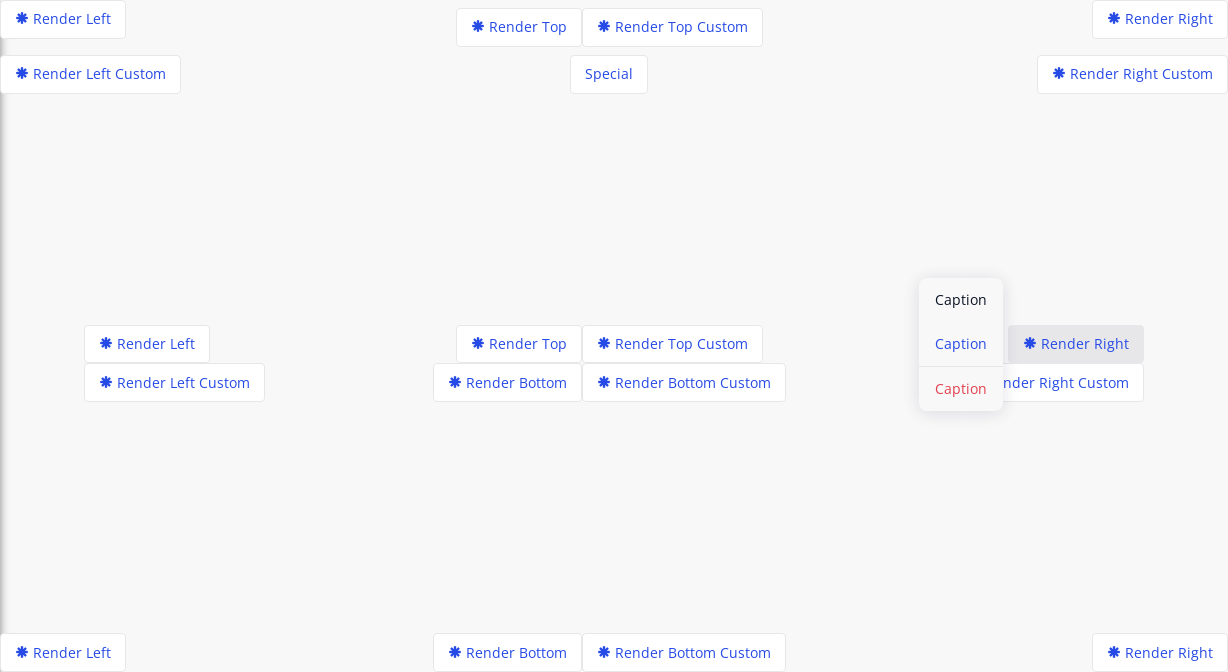 Render Left
Render Top
Render Top Custom
Render Right
Render Left Custom
Special
Render Right Custom
Caption
Caption
Caption
Render Left
Render Top
Render Top Custom
Render Right
Render Left Custom
Render Bottom
Render Bottom Custom
Right Custom
Render Left
Render Bottom
Render Bottom Custom
Render Right